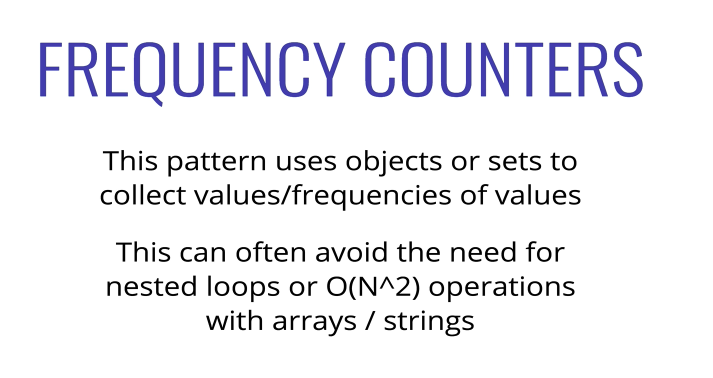 FREQUENCY COUNTERS
This pattern uses objects or sets to
collect values/frequencies of values
This can often avoid the need for
nested loops or O(N^2) operations
with arrays / strings